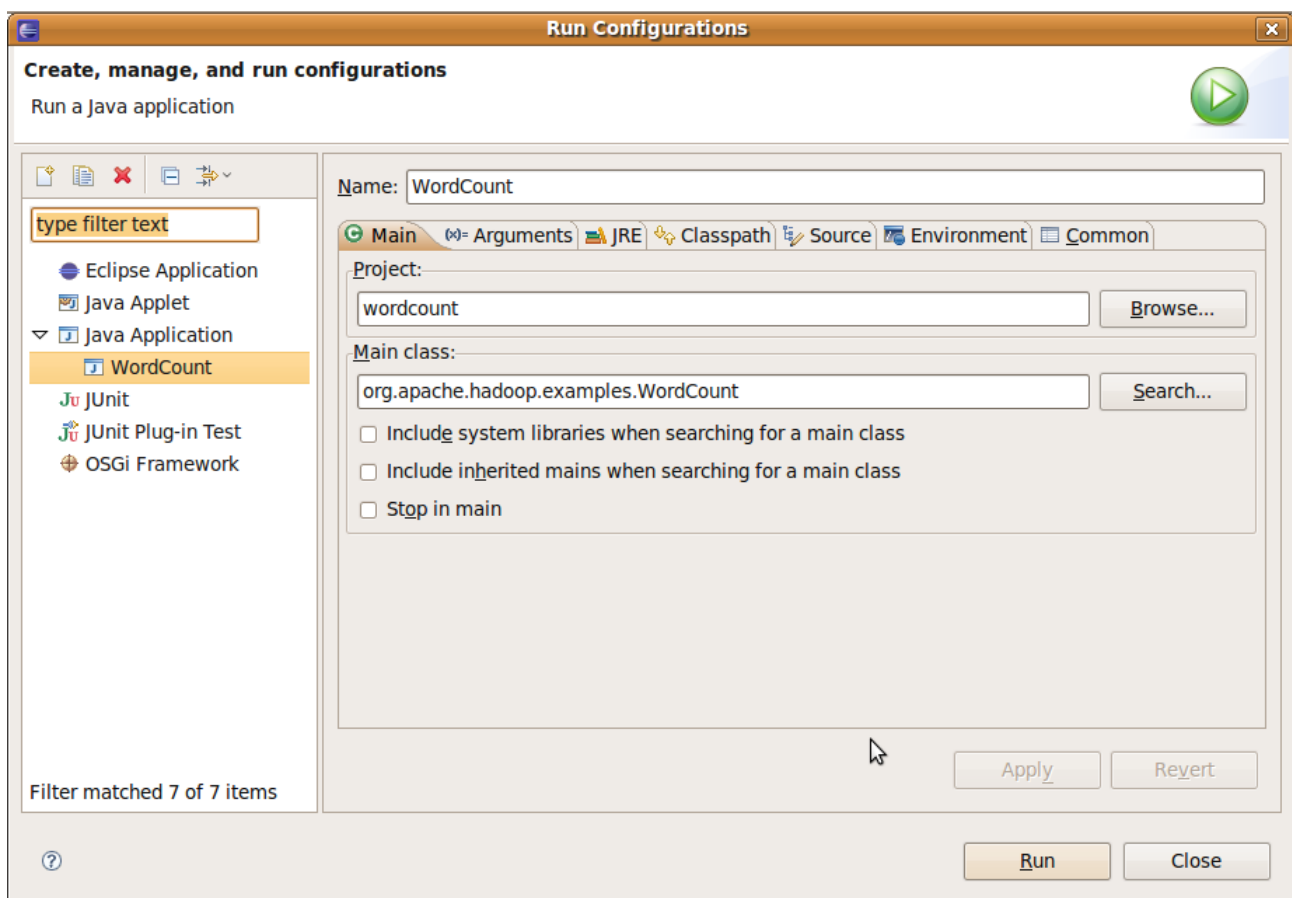 Run Configurations
Create, manage, and run configurations
Run a Java application
type filter text
Eclipse Application
Java Applet
Java Application
WordCount
JUnit
JUnit Plug-in Test
OSGi Framework
Filter matched 7 of 7 items
Name: WordCount
Main (x)= Arguments JRE Classpath Source Environment Common
Project:
wordcount Browse...
Main class:
org.apache.hadoop.examples.WordCount Search...
Include system libraries when searching for a main class
Include inherited mains when searching for a main class
Stop in main
Apply Revert
? Run Close